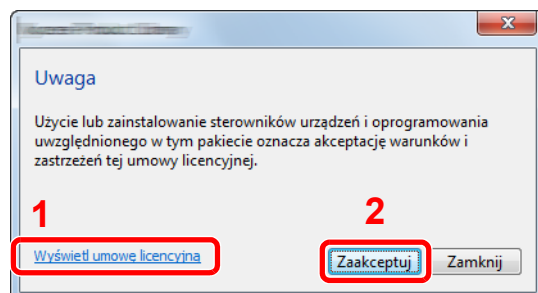 Uwaga
Użycie lub zainstalowanie sterowników urządzeń i oprogramowania
uwzględnionego w tym pakiecie oznacza akceptację warunków i
zastrzeżeń tej umowy licencyjnej.
1
2
Wyświetl umowę licencyjną
Zaakceptuj
Zamknij